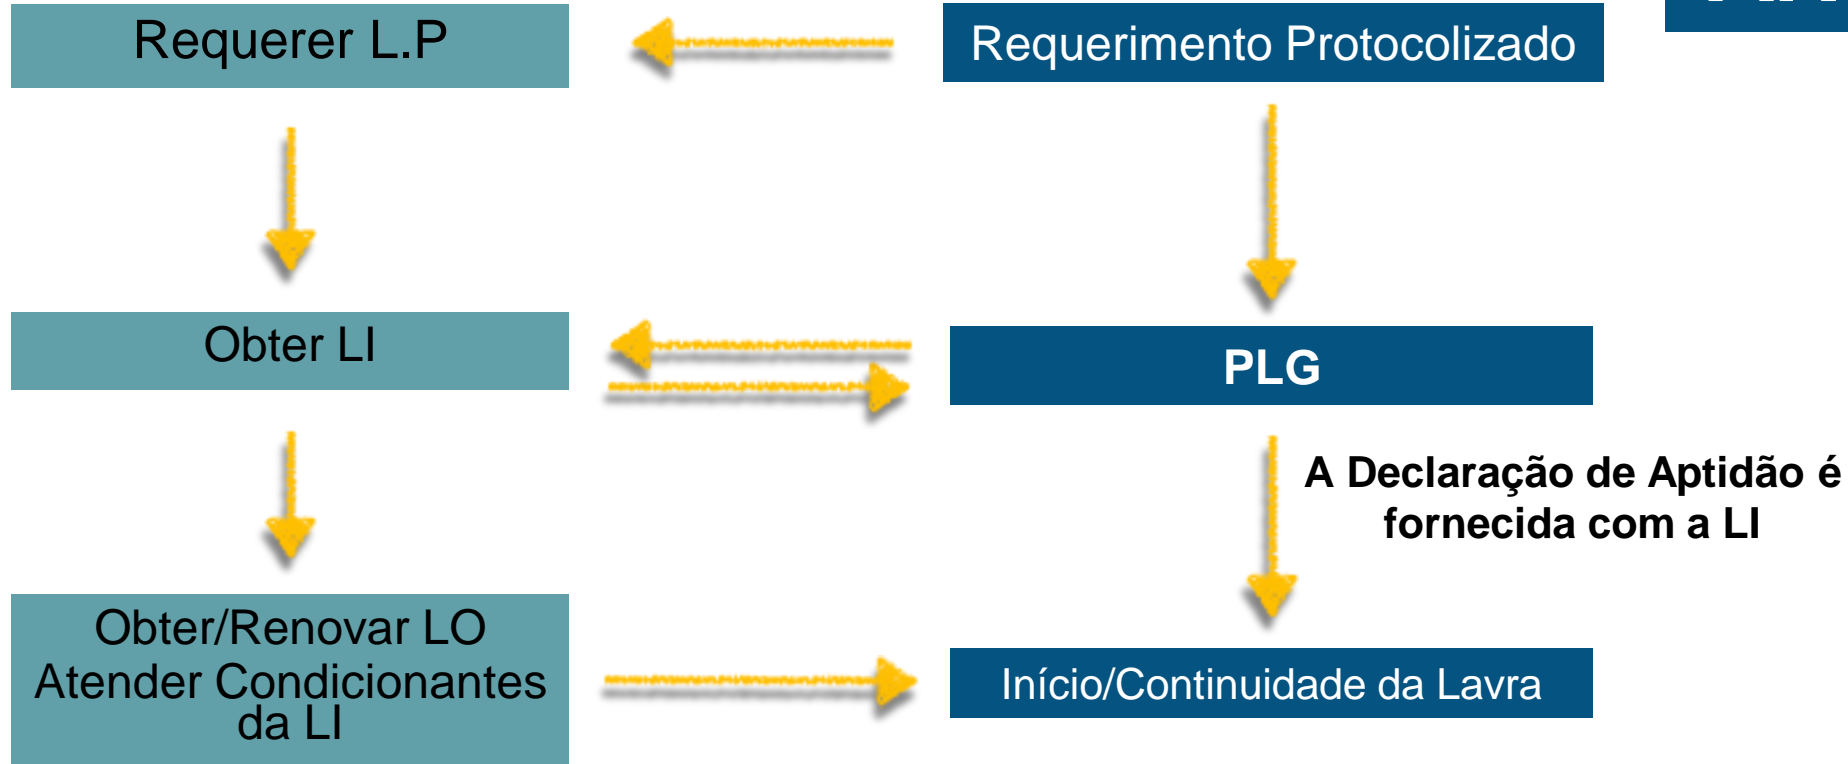 Requerer L.P
Requerimento Protocolizado
Obter LI
PLG
A Declaração de Aptidão é
fornecida com a LI
Obter/Renovar LO
Atender Condicionantes
da LI
Início/Continuidade da Lavra